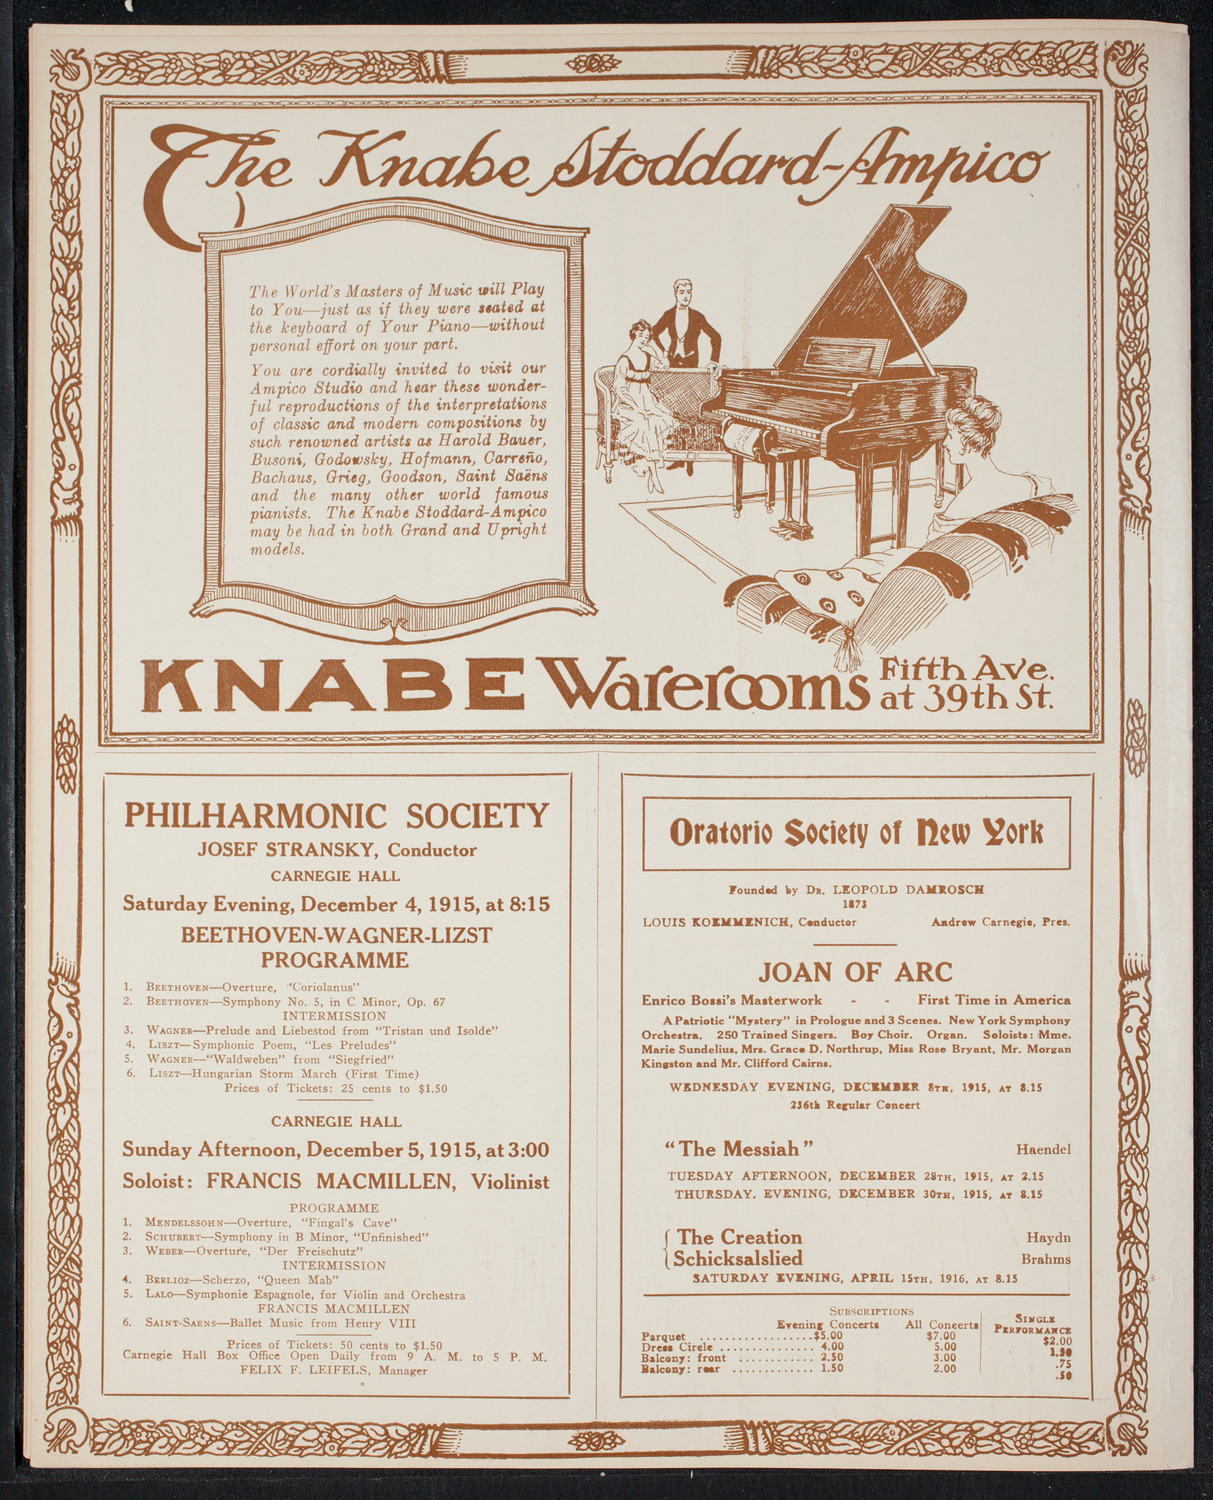 The Knabe Stoddard-Ampico
The World's Masters of Music will Play
to You—just as if they were seated at
the keyboard of Your Piano—without
personal effort on your part.
You are cordially invited to visit our
Ampico Studio and hear these wonder-
ful reproductions of the interpretations
of classic and modern compositions by
such renowned artists as Harold Bauer,
Busoni, Godowsky, Hofmann, Carreño,
Bachaus, Grieg, Goodson, Saint Saëns
and the many other world famous
pianists. The Knabe Stoddard-Ampico
may be had in both Grand and Upright
models.
KNABE Warerooms Fifth Ave.
at 39th St.
PHILHARMONIC SOCIETY
JOSEF STRANSKY, Conductor
CARNEGIE HALL
Saturday Evening, December 4, 1915, at 8:15
BEETHOVEN-WAGNER-LIZST
PROGRAMME
1. BEETHOVEN—Overture, "Coriolanus"
2. BEETHOVEN—Symphony No. 5, in C Minor, Op. 67
INTERMISSION
3. WAGNER—Prelude and Liebestod from "Tristan und Isolde"
4. LISZT—Symphonic Poem, "Les Preludes"
5. WAGNER—"Waldweben" from "Siegfried"
6. LISZT—Hungarian Storm March (First Time)
Prices of Tickets: 25 cents to $1.50
CARNEGIE HALL
Sunday Afternoon, December 5, 1915, at 3:00
Soloist: FRANCIS MACMILLEN, Violinist
PROGRAMME
1. MENDELSSOHN—Overture, "Fingal's Cave"
2. SCHUBERT—Symphony in B Minor, "Unfinished"
3. WEBER—Overture, "Der Freischutz"
INTERMISSION
4. BERLIOZ—Scherzo, "Queen Mab"
5. LALO—Symphonie Espagnole, for Violin and Orchestra
FRANCIS MACMILLEN
6. SAINT-SAENS—Ballet Music from Henry VIII
Prices of Tickets: 50 cents to $1.50
Carnegie Hall Box Office Open Daily from 9 A. M. to 5 P. M.
FELIX F. LEIFELS, Manager
Oratorio Society of New York
Founded by DR. LEOPOLD DAMROSCH
1873
LOUIS KOEMMENICH, Conductor Andrew Carnegie, Pres.
JOAN OF ARC
Enrico Bossi's Masterwork - - First Time in America
A Patriotic "Mystery" in Prologue and 3 Scenes. New York Symphony
Orchestra. 250 Trained Singers. Boy Choir. Organ. Soloists: Mme.
Marie Sundelius, Mrs. Grace D. Northrup, Miss Rose Bryant, Mr. Morgan
Kingston and Mr. Clifford Cairns.
WEDNESDAY EVENING, DECEMBER 8TH, 1915, AT 8.15
236th Regular Concert
"The Messiah" Haendel
TUESDAY AFTERNOON, DECEMBER 28TH, 1915, AT 2.15
THURSDAY. EVENING, DECEMBER 30TH, 1915, AT 8.15
The Creation Haydn
Schicksalslied Brahms
SATURDAY EVENING, APRIL 15TH, 1916, AT 8.15
SUBSCRIPTIONS SINGLE
Evening Concerts All Concerts PERFORMANCE
Parquet ................ $5.00 $7.00 $2.00
Dress Circle ............. 4.00 5.00 1.50
Balcony: front ............ 2.50 3.00 .75
Balcony: rear ............. 1.50 2.00 .50